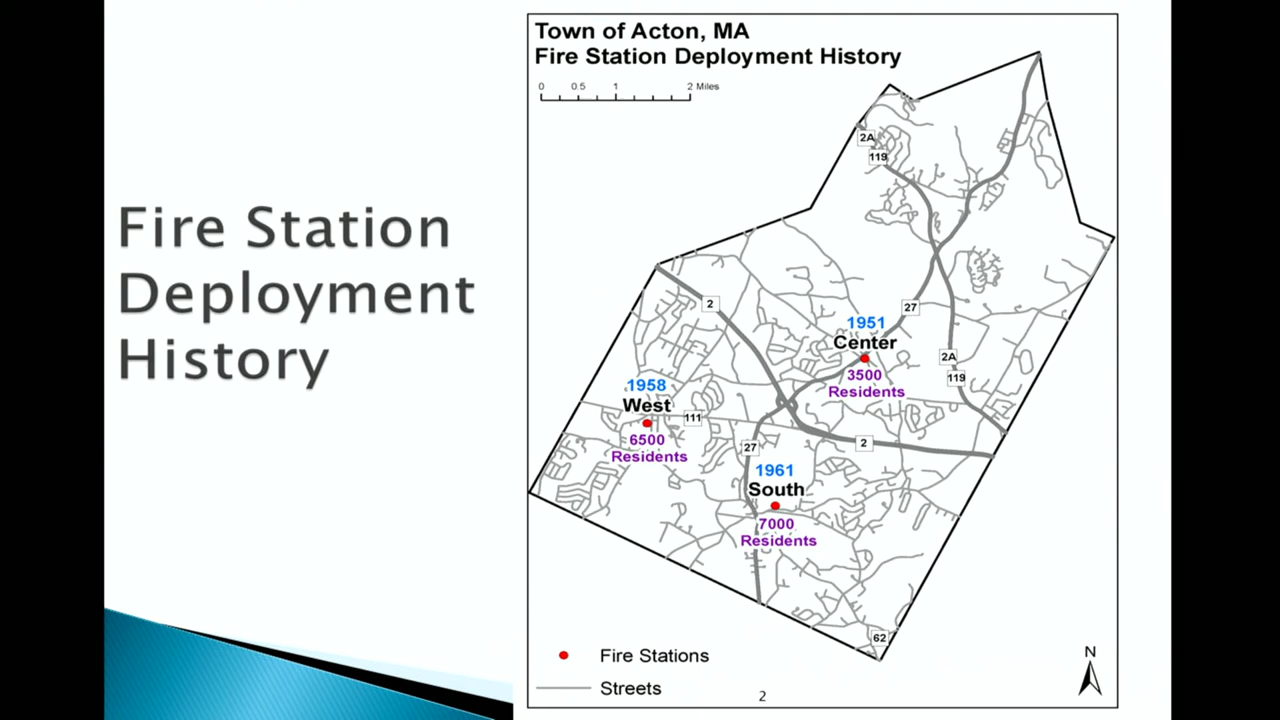 Fire Station
Deployment
History
Town of Acton, MA
Fire Station Deployment History
0 0.5 1 2 Miles
2A
119
2
27
1951
Center
3500
Residents
2A
119
1958
West
111
6500
Residents
27
2
1961
South
7000
Residents
62
Fire Stations
Streets
N
2